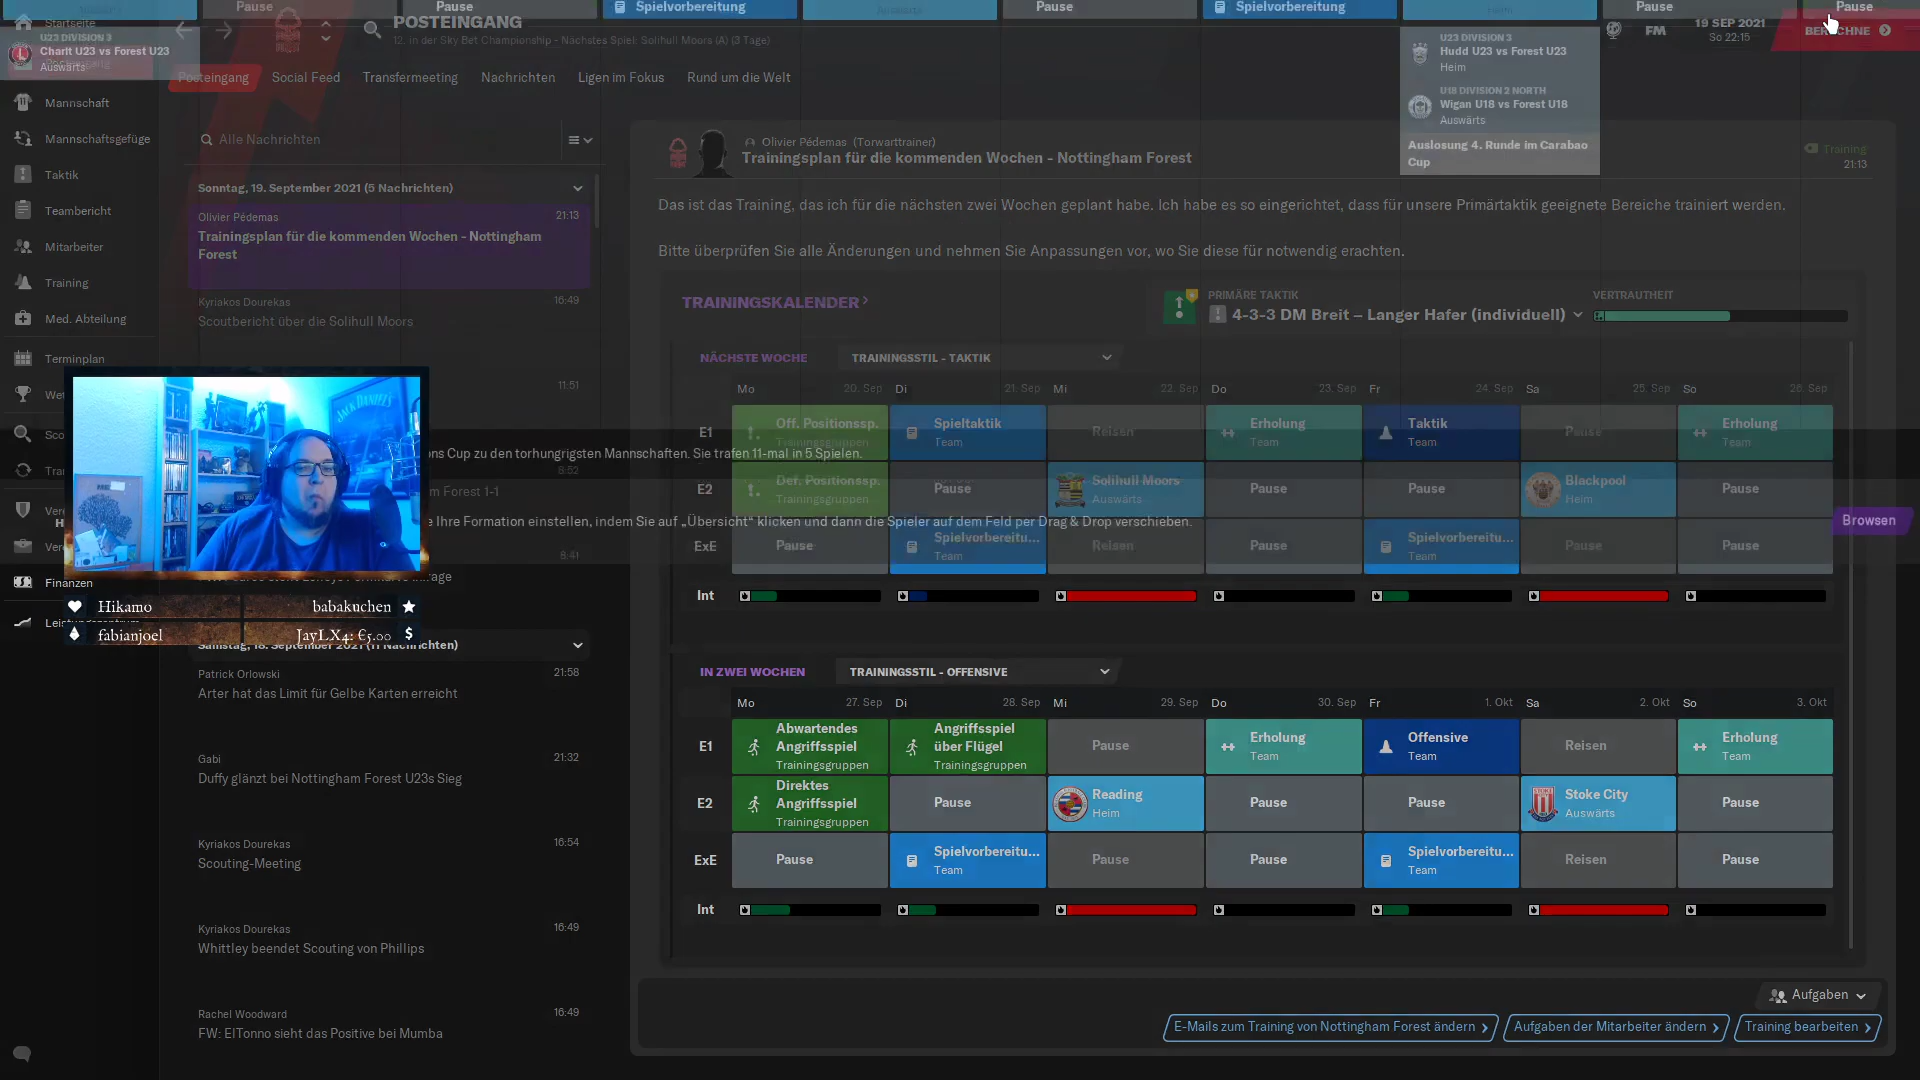 Pause
Pause
Spielvorbereitung
Pause
Spielvorbereitung
Pause
Pause
Startseite
U23 DIVISION 3
Charlt U23 vs Forest U23
Auswärts
POSTEINGANG
12. in der Sky Bet Championship - Nächstes Spiel: Solihull Moors (A) (3 Tage)
U23 DIVISION 3
Hudd U23 vs Forest U23
Heim
U18 DIVISION 2 NORTH
Wigan U18 vs Forest U18
Auswärts
Auslosung 4. Runde im Carabao Cup
FM
19 SEP 2021
So 22:15
Posteingang
Social Feed
Transfermeeting
Nachrichten
Ligen im Fokus
Rund um die Welt
Mannschaft
Mannschaftsgefüge
Taktik
Teambericht
Mitarbeiter
Training
Med. Abteilung
Terminplan
Finanzen
Alle Nachrichten
Sonntag, 19. September 2021 (5 Nachrichten)
Olivier Pédemas 21:13
Trainingsplan für die kommenden Wochen - Nottingham
Forest
Kyriakos Dourekas 16:49
Scoutbericht über die Solihull Moors
11:51
8:52
m Forest 1-1
8:41
Samstag, 18. September 2021 (11 Nachrichten)
Patrick Orlowski 21:58
Arter hat das Limit für Gelbe Karten erreicht
Gabi 21:32
Duffy glänzt bei Nottingham Forest U23s Sieg
Kyriakos Dourekas 16:54
Scouting-Meeting
Kyriakos Dourekas 16:49
Whittley beendet Scouting von Phillips
Rachel Woodward 16:49
FW: ElTonno sieht das Positive bei Mumba
JACK DANIEL'S
Hikamo
babakuchen
fabianjoel
JayLX4: €5.00
Olivier Pédemas (Torwarttrainer)
Trainingsplan für die kommenden Wochen - Nottingham Forest
Training
21:13
Das ist das Training, das ich für die nächsten zwei Wochen geplant habe. Ich habe es so eingerichtet, dass für unsere Primärtaktik geeignete Bereiche trainiert werden.
Bitte überprüfen Sie alle Änderungen und nehmen Sie Anpassungen vor, wo Sie diese für notwendig erachten.
TRAININGSKALENDER
PRIMÄRE TAKTIK
4-3-3 DM Breit – Langer Hafer (individuell)
VERTRAUTHEIT
NÄCHSTE WOCHE
TRAININGSSTIL - TAKTIK
Mo 20. Sep Di 21. Sep Mi 22. Sep Do 23. Sep Fr 24. Sep Sa 25. Sep So 26. Sep
E1
Off. Positionssp.
Trainingsgruppen
Spieltaktik
Team
Reisen
Erholung
Team
Taktik
Team
Pause
Erholung
Team
ons Cup zu den torhungrigsten Mannschaften. Sie trafen 11-mal in 5 Spielen.
E2
Def. Positionssp.
Trainingsgruppen
Pause
Solihull Moors
Auswärts
Pause
Pause
Blackpool
Heim
Pause
e Ihre Formation einstellen, indem Sie auf „Übersicht“ klicken und dann die Spieler auf dem Feld per Drag & Drop verschieben.
Browsen
ExE
Pause
Spielvorbereitu...
Team
Reisen
Pause
Spielvorbereitu...
Team
Pause
Pause
Int
IN ZWEI WOCHEN
TRAININGSSTIL - OFFENSIVE
Mo 27. Sep Di 28. Sep Mi 29. Sep Do 30. Sep Fr 1. Okt Sa 2. Okt So 3. Okt
E1
Abwartendes
Angriffsspiel
Trainingsgruppen
Angriffsspiel
über Flügel
Trainingsgruppen
Pause
Erholung
Team
Offensive
Team
Reisen
Erholung
Team
E2
Direktes
Angriffsspiel
Trainingsgruppen
Pause
Reading
Heim
Pause
Pause
Stoke City
Auswärts
Pause
ExE
Pause
Spielvorbereitu...
Team
Pause
Pause
Spielvorbereitu...
Team
Reisen
Pause
Int
Aufgaben
E-Mails zum Training von Nottingham Forest ändern
Aufgaben der Mitarbeiter ändern
Training bearbeiten